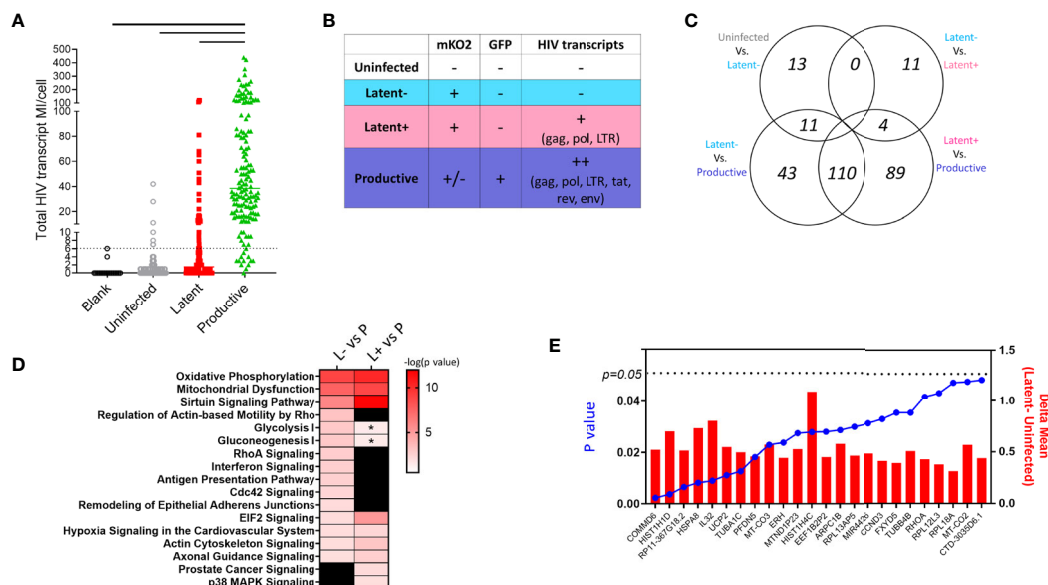 A
Total HIV transcript MI/cell
500
400
300
200
100
80
60
40
20
10
8
6
4
2
0
Blank
Uninfected
Latent
Productive
B
mKO2 GFP HIV transcripts
Uninfected - - -
Latent- + - -
Latent+ + - + (gag, pol, LTR)
Productive +/- + ++ (gag, pol, LTR, tat, rev, env)
C
Uninfected Vs. Latent-
Latent- Vs. Latent+
13 0 11
11 4
Latent- Vs. Productive
Latent+ Vs. Productive
43 110 89
D
L- vs P
L+ vs P
-log(p value)
10
5
Oxidative Phosphorylation
Mitochondrial Dysfunction
Sirtuin Signaling Pathway
Regulation of Actin-based Motility by Rho
Glycolysis I *
Gluconeogenesis I *
RhoA Signaling
Interferon Signaling
Antigen Presentation Pathway
Cdc42 Signaling
Remodeling of Epithelial Adherens Junctions
EIF2 Signaling
Hypoxia Signaling in the Cardiovascular System
Actin Cytoskeleton Signaling
Axonal Guidance Signaling
Prostate Cancer Signaling
p38 MAPK Signaling
E
p=0.05
P value
0.04
0.02
0.00
1.5
1.0
0.5
0.0
Delta Mean
(Latent- Uninfected)
COMMD6
HIST1H1D
RP11-367G18.2
HSPA8
IL32
UCP2
TUBA1C
PFDN5
MT-CO3
ERH
MTND1P23
HIST1H4C
EEF1B2P2
ARPC1B
RPL13AP5
MIR4426
cCND3
FXYD5
TUBB4B
RHOA
RPL12L3
RPL18A
MT-CO2
CTD-3035D6.1